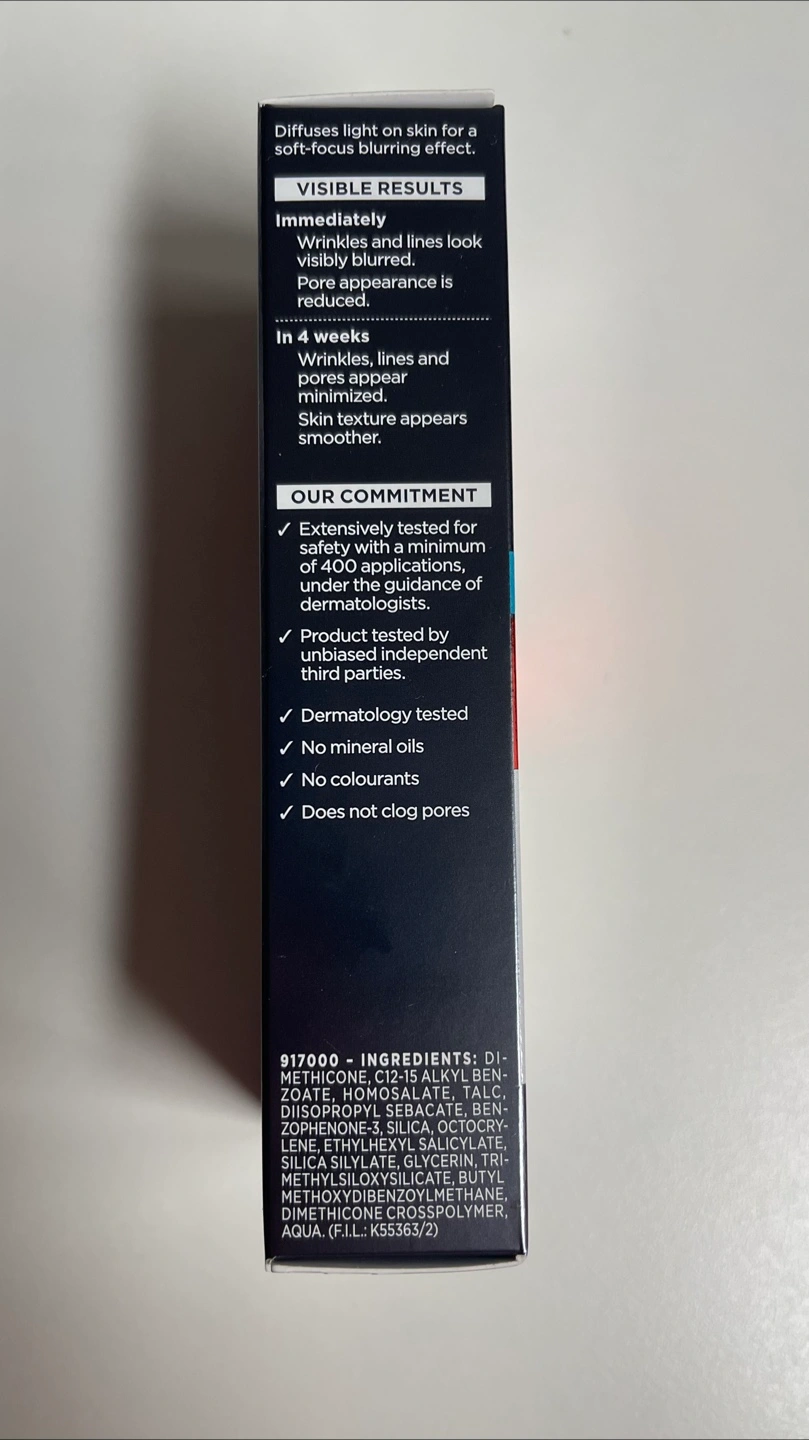 Diffuses light on skin for a
soft-focus blurring effect.
VISIBLE RESULTS
Immediately
Wrinkles and lines look
visibly blurred.
Pore appearance is
reduced.
In 4 weeks
Wrinkles, lines and
pores appear
minimized.
Skin texture appears
smoother.
OUR COMMITMENT
✓ Extensively tested for
safety with a minimum
of 400 applications,
under the guidance of
dermatologists.
✓ Product tested by
unbiased independent
third parties.
✓ Dermatology tested
✓ No mineral oils
✓ No colourants
✓ Does not clog pores
917000 - INGREDIENTS: DI-
METHICONE, C12-15 ALKYL BEN-
ZOATE, HOMOSALATE, TALC,
DIISOPROPYL SEBACATE, BEN-
ZOPHENONE-3, SILICA, OCTOCRY-
LENE, ETHYLHEXYL SALICYLATE,
SILICA SILYLATE, GLYCERIN, TRI-
METHYLSILOXYSILICATE, BUTYL
METHOXYDIBENZOYLMETHANE,
DIMETHICONE CROSSPOLYMER,
AQUA. (F.I.L.: K55363/2)